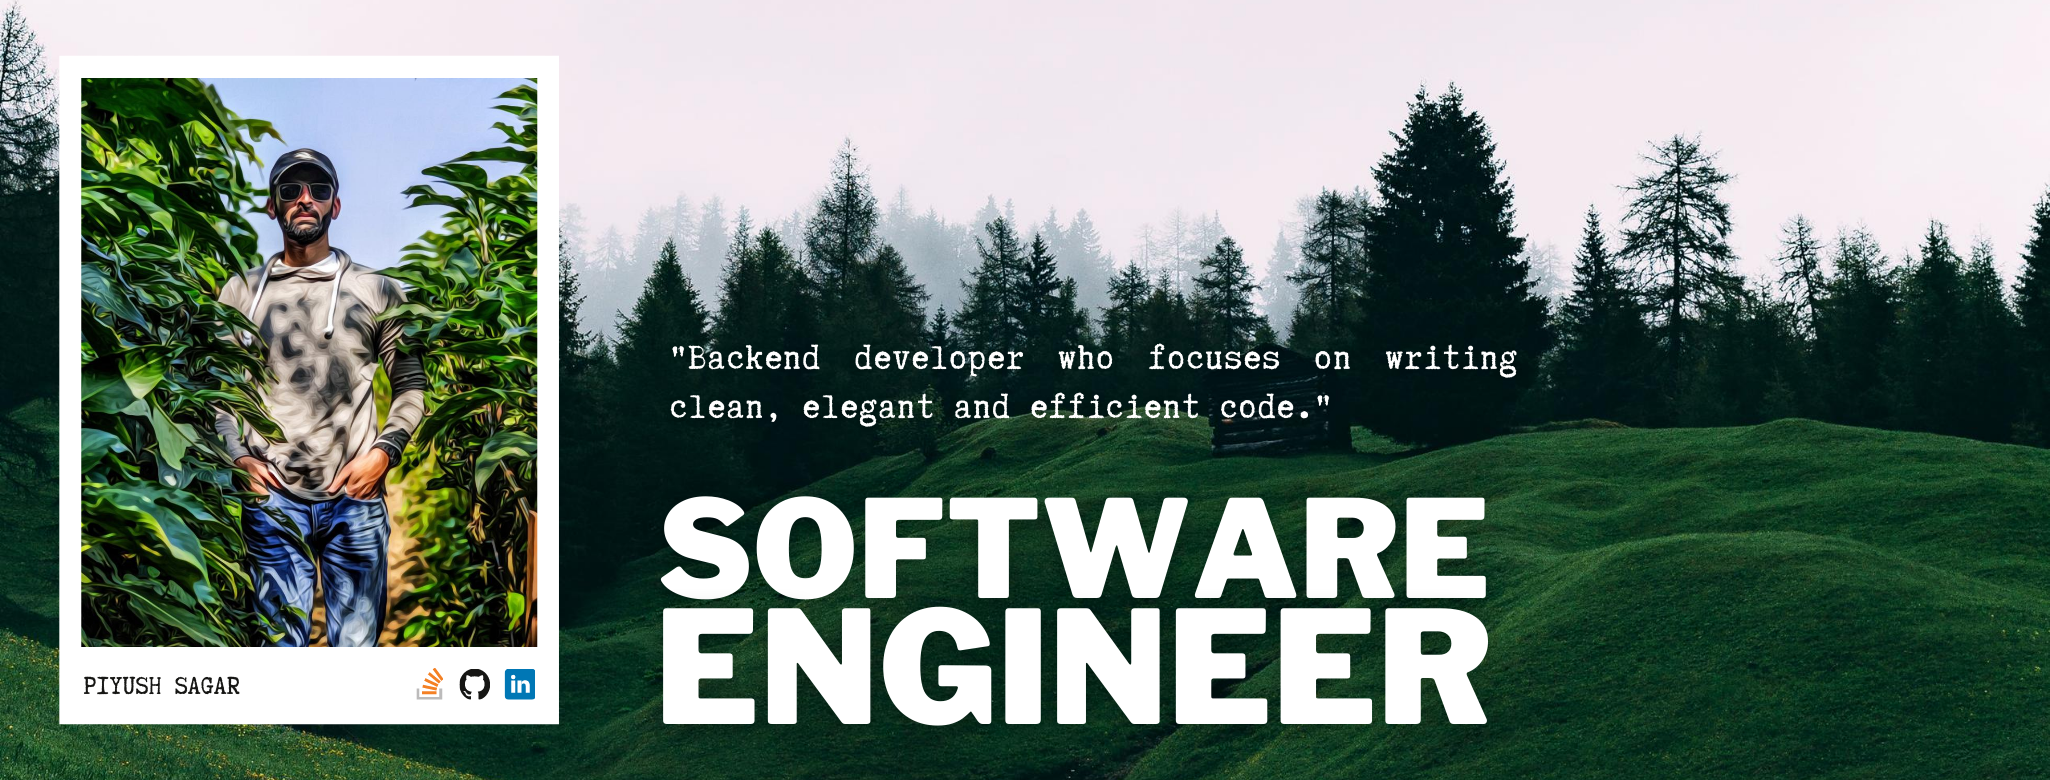 "Backend developer who focuses on writing
clean, elegant and efficient code."
SOFTWARE
ENGINEER
PIYUSH SAGAR
in